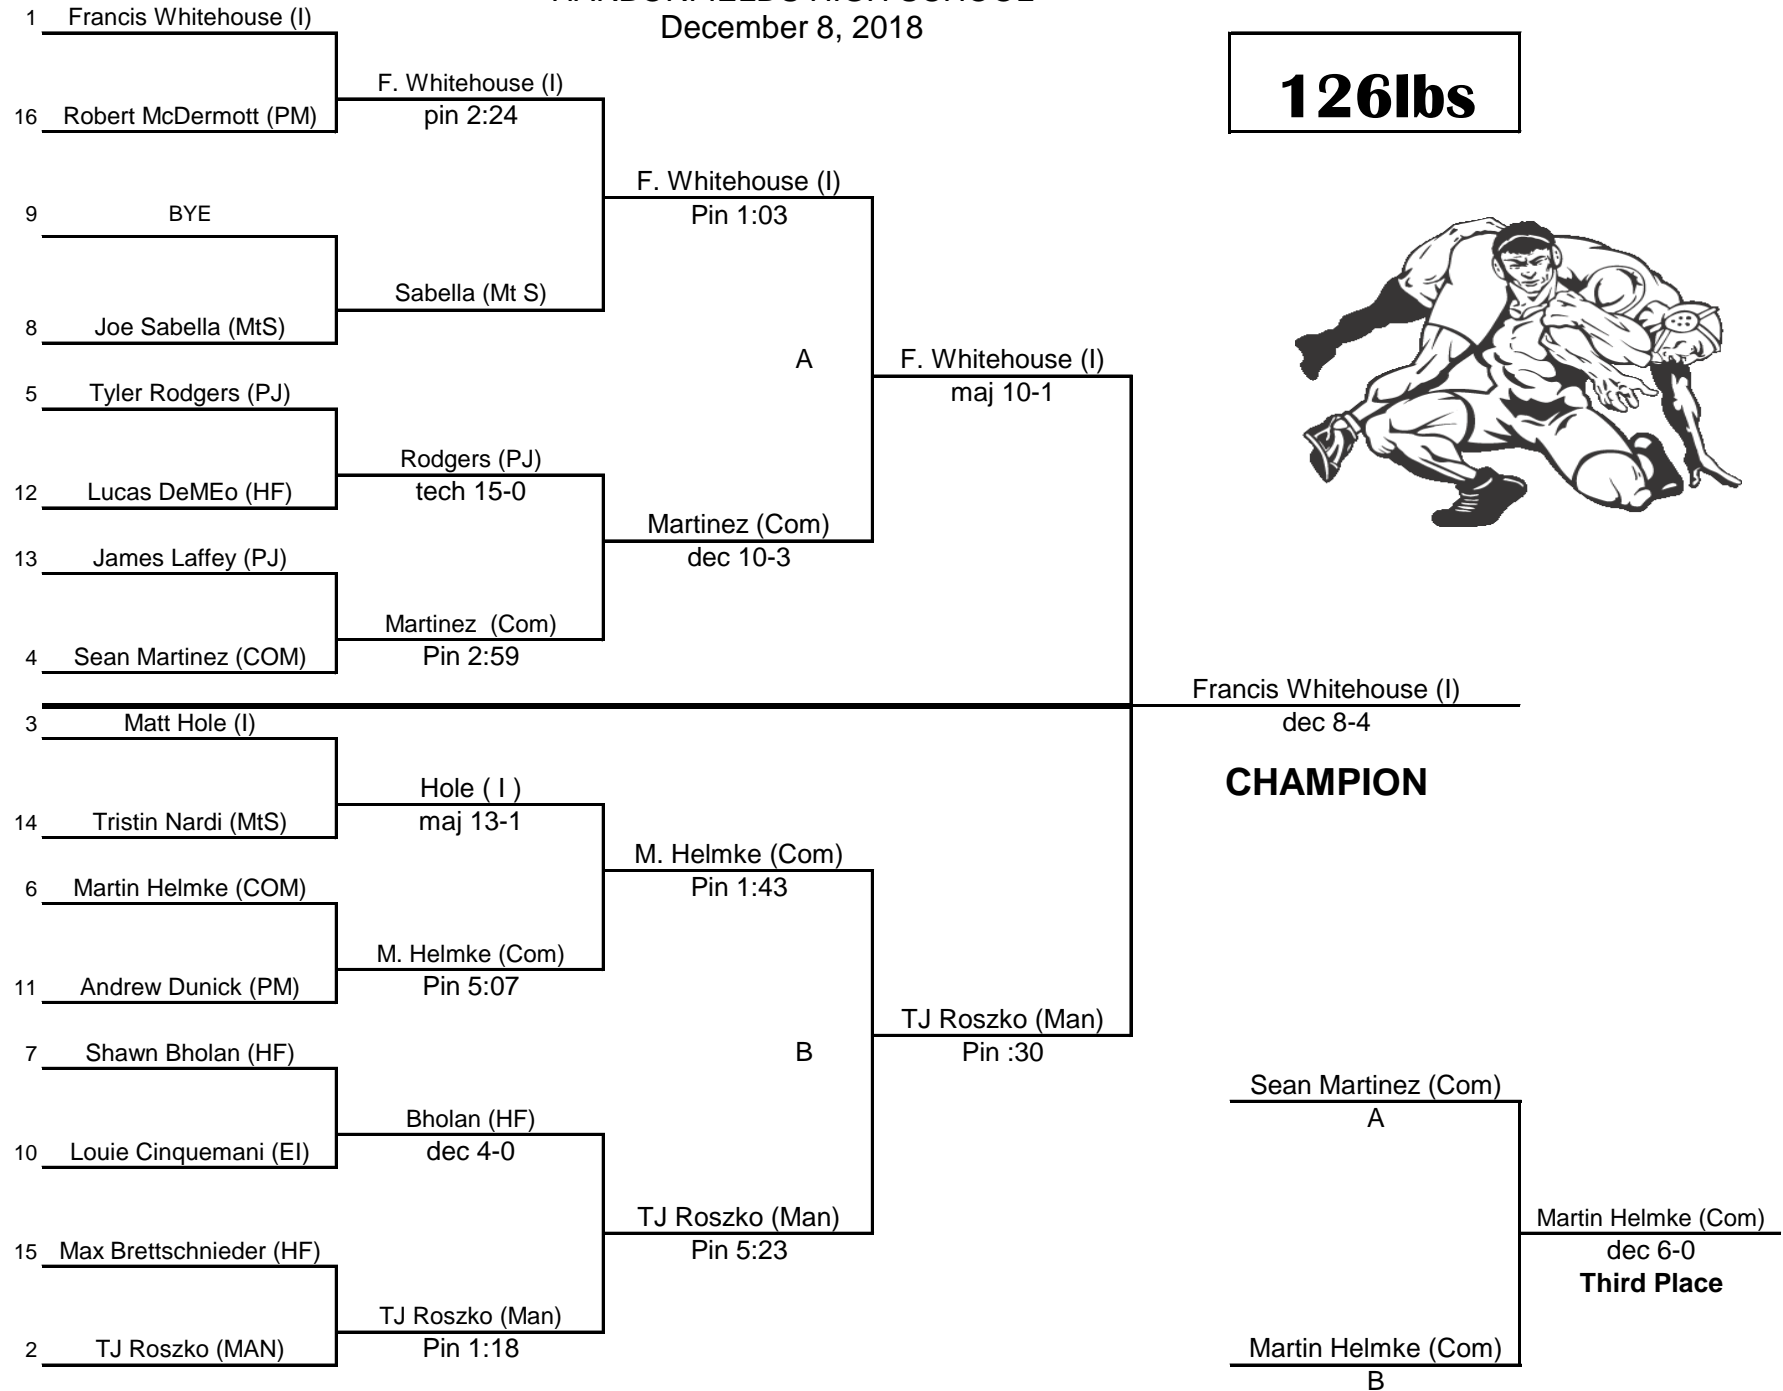 December 8, 2018
126lbs
1 Francis Whitehouse (I)
F. Whitehouse (I)
pin 2:24
16 Robert McDermott (PM)
F. Whitehouse (I)
Pin 1:03
9 BYE
Sabella (Mt S)
8 Joe Sabella (MtS)
A
F. Whitehouse (I)
maj 10-1
5 Tyler Rodgers (PJ)
Rodgers (PJ)
tech 15-0
12 Lucas DeMEo (HF)
Martinez (Com)
dec 10-3
13 James Laffey (PJ)
Martinez (Com)
Pin 2:59
4 Sean Martinez (COM)
Francis Whitehouse (I)
dec 8-4
CHAMPION
3 Matt Hole (I)
Hole ( I )
maj 13-1
14 Tristin Nardi (MtS)
M. Helmke (Com)
Pin 1:43
6 Martin Helmke (COM)
M. Helmke (Com)
Pin 5:07
11 Andrew Dunick (PM)
TJ Roszko (Man)
Pin :30
B
7 Shawn Bholan (HF)
Bholan (HF)
dec 4-0
10 Louie Cinquemani (EI)
TJ Roszko (Man)
Pin 5:23
15 Max Brettschnieder (HF)
TJ Roszko (Man)
Pin 1:18
2 TJ Roszko (MAN)
Sean Martinez (Com)
A
Martin Helmke (Com)
dec 6-0
Third Place
Martin Helmke (Com)
B